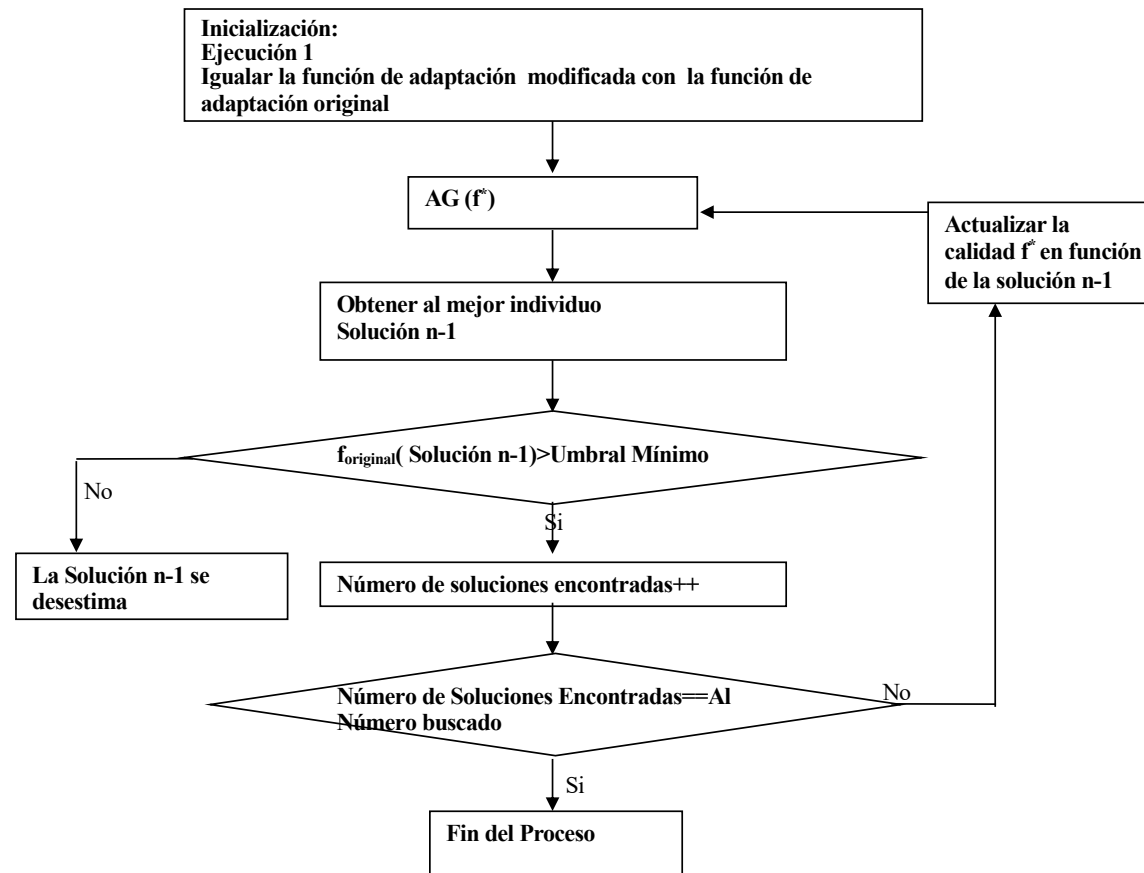 Inicialización:
Ejecución 1
Igualar la función de adaptación modificada con la función de
adaptación original
AG (f*)
Actualizar la
calidad f* en función
de la solución n-1
Obtener al mejor individuo
Solución n-1
foriginal( Solución n-1)>Umbral Mínimo
No
Si
La Solución n-1 se
desestima
Número de soluciones encontradas++
Número de Soluciones Encontradas==Al
Número buscado
No
Si
Fin del Proceso